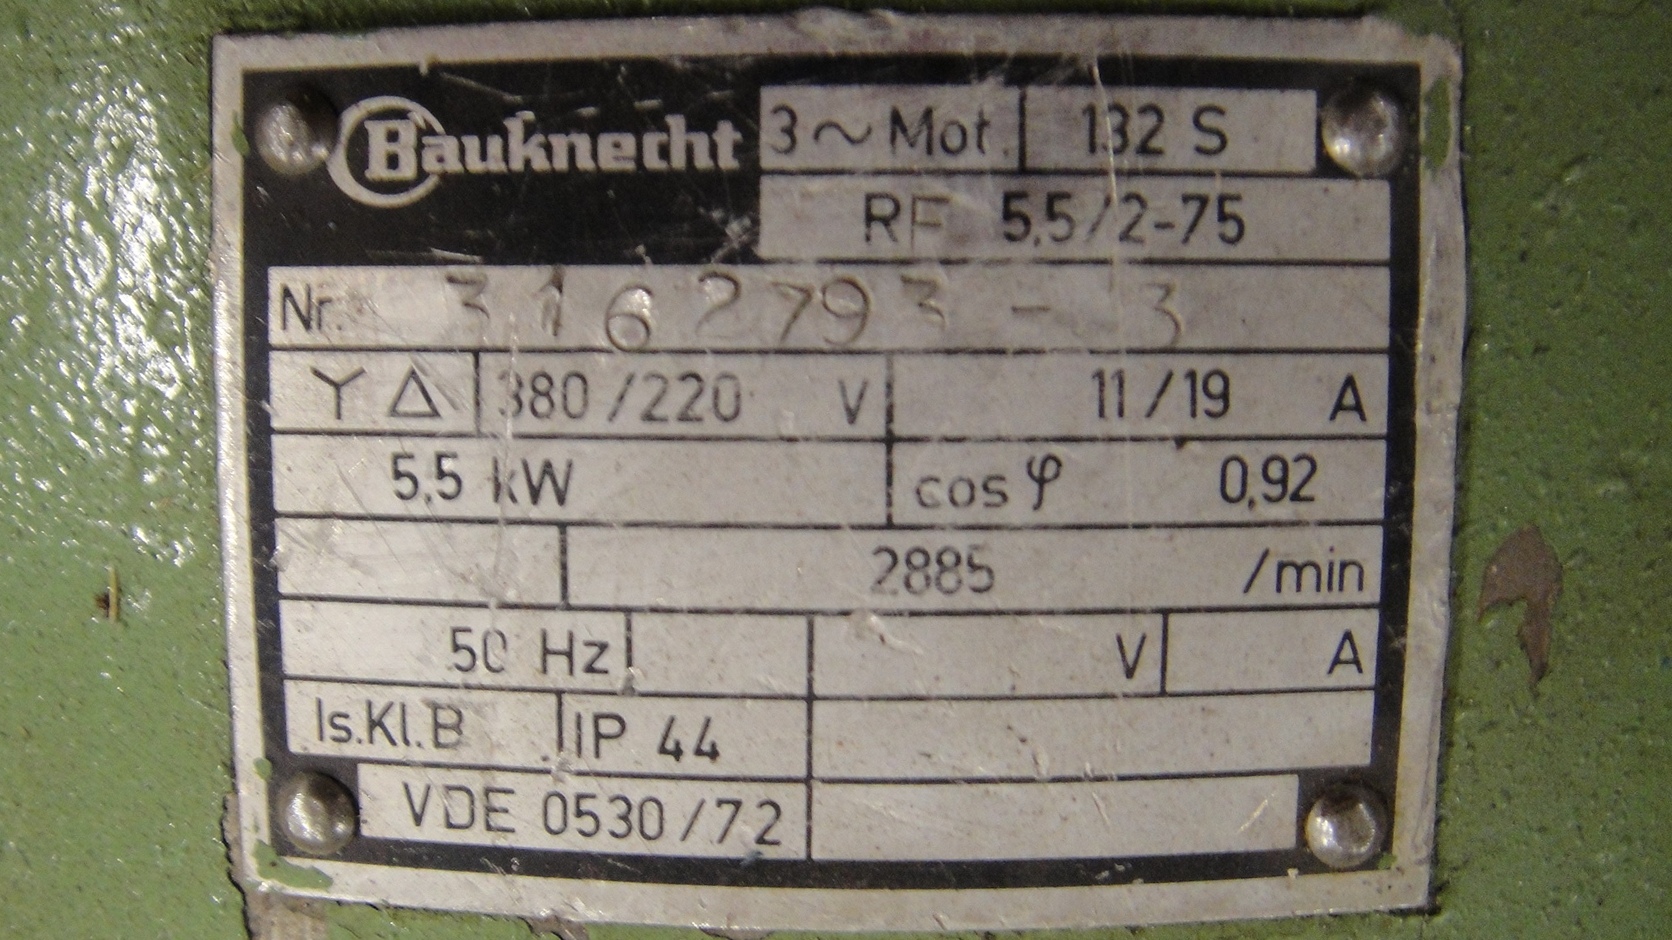 Bauknecht 3~Mot. 132 S
RF 5,5/2-75
Nr. 3162793-3
Y Δ 380/220 V 11/19 A
5,5 kW cos φ 0,92
2885 /min
50 Hz V A
Is.Kl.B IP 44
VDE 0530/72